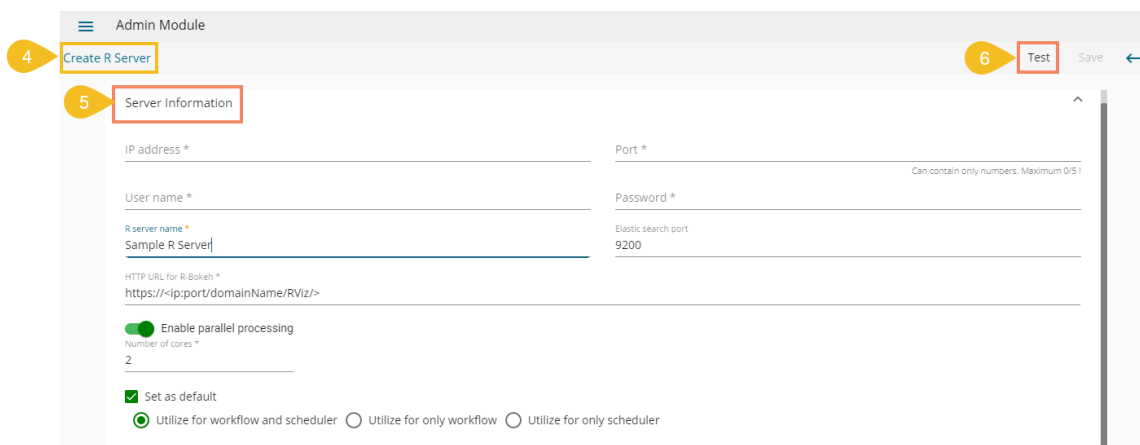 Admin Module
4 Create R Server 6 Test Save
5 Server Information
IP address * Port *
Can contain only numbers. Maximum 0/5 !
User name * Password *
R server name * Elastic search port
Sample R Server 9200
HTTP URL for R-Bokeh *
https://<ip:port/domainName/RViz/>
Enable parallel processing
Number of cores *
2
Set as default
Utilize for workflow and scheduler Utilize for only workflow Utilize for only scheduler